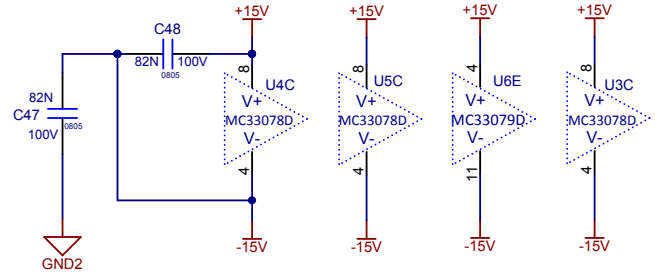 +15V +15V +15V +15V
C48
82N 100V
0805
8 U4C 8 U5C 4 U6E 8 U3C
82N
V+ V+ V+ V+
C47 0805
MC33078D MC33078D MC33079D MC33078D
100V
V- V- V- V-
4 4 11 4
GND2
-15V -15V -15V -15V